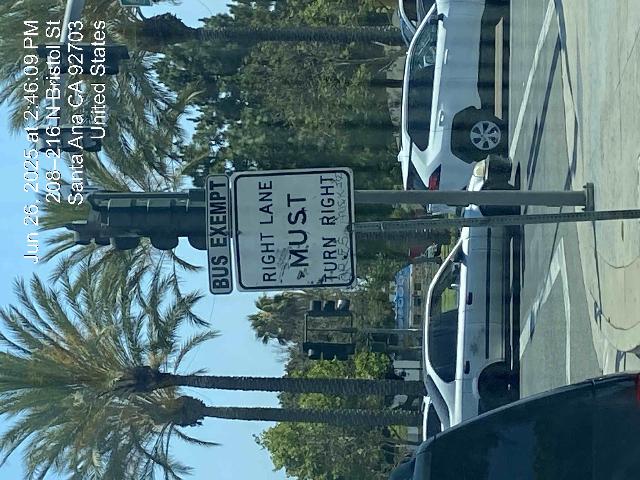 Jun 26, 2025 at 2:46:09 PM
208–216 N Bristol St
Santa Ana CA 92703
United States
BUS EXEMPT
RIGHT LANE
MUST
TURN RIGHT